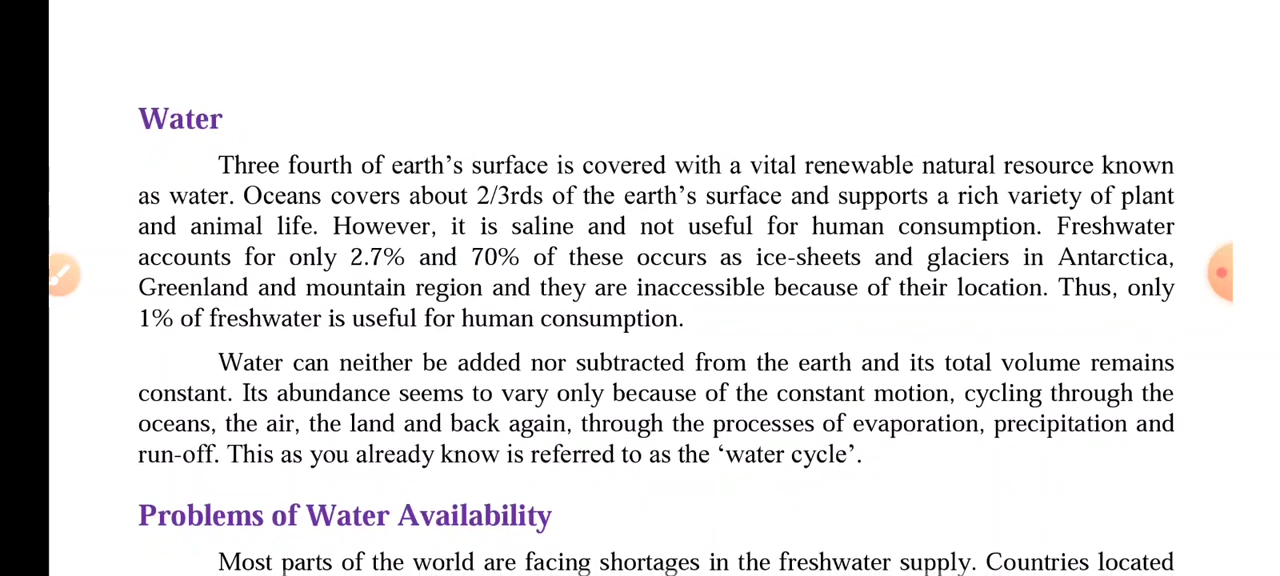 Water
Three fourth of earth's surface is covered with a vital renewable natural resource known
as water. Oceans covers about 2/3rds of the earth's surface and supports a rich variety of plant
and animal life. However, it is saline and not useful for human consumption. Freshwater
accounts for only 2.7% and 70% of these occurs as ice-sheets and glaciers in Antarctica,
Greenland and mountain region and they are inaccessible because of their location. Thus, only
1% of freshwater is useful for human consumption.
Water can neither be added nor subtracted from the earth and its total volume remains
constant. Its abundance seems to vary only because of the constant motion, cycling through the
oceans, the air, the land and back again, through the processes of evaporation, precipitation and
run-off. This as you already know is referred to as the ‘water cycle’.
Problems of Water Availability
Most parts of the world are facing shortages in the freshwater supply. Countries located